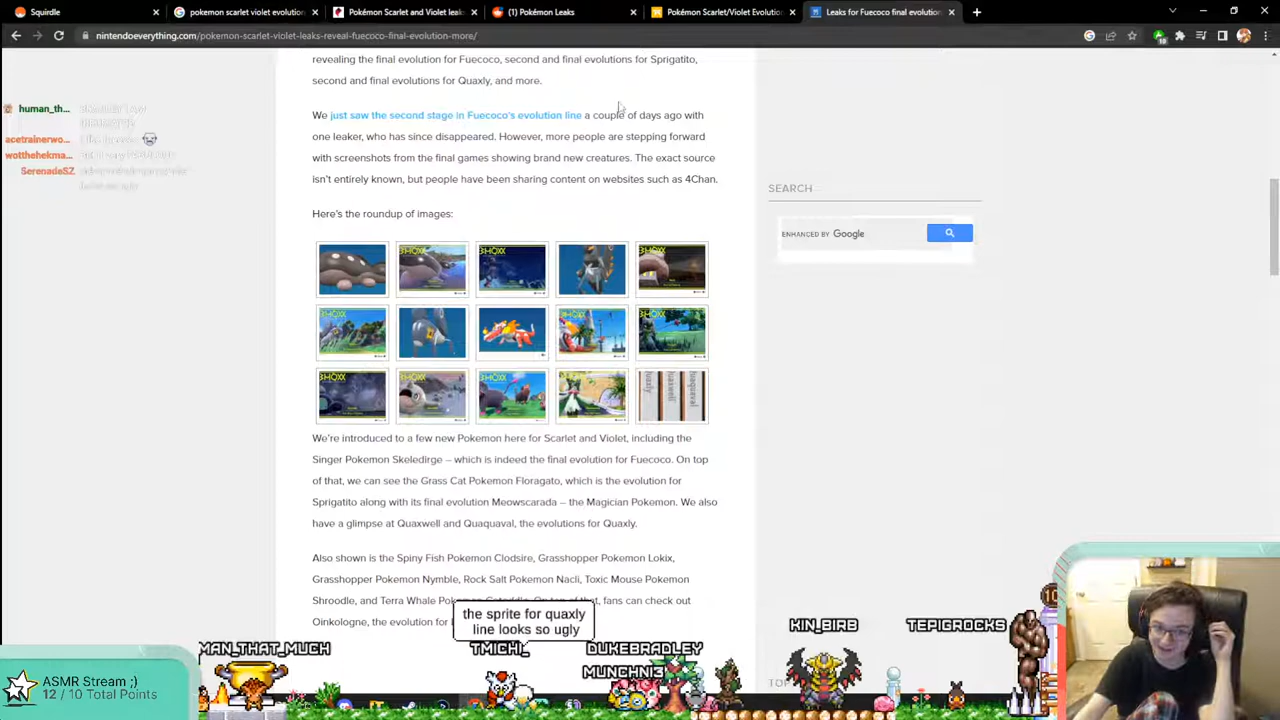 Squirdle
pokemon scarlet violet evolution
Pokémon Scarlet and Violet leaks
(1) Pokémon Leaks
Pokémon Scarlet/Violet Evolution
Leaks for Fuecoco final evolution
nintendoeverything.com/pokemon-scarlet-violet-leaks-reveal-fuecoco-final-evolution-more/
revealing the final evolution for Fuecoco, second and final evolutions for Sprigatito,
second and final evolutions for Quaxly, and more.
human_th...
acetrainerwo...
wotthehekma...
SerenadeSZ
We just saw the second stage in Fuecoco's evolution line a couple of days ago with
one leaker, who has since disappeared. However, more people are stepping forward
with screenshots from the final games showing brand new creatures. The exact source
isn't entirely known, but people have been sharing content on websites such as 4Chan.
SEARCH
ENHANCED BY Google
Here's the roundup of images:
We're introduced to a few new Pokemon here for Scarlet and Violet, including the
Singer Pokemon Skeledirge – which is indeed the final evolution for Fuecoco. On top
of that, we can see the Grass Cat Pokemon Floragato, which is the evolution for
Sprigatito along with its final evolution Meowscarada – the Magician Pokemon. We also
have a glimpse at Quaxwell and Quaquaval, the evolutions for Quaxly.
Also shown is the Spiny Fish Pokemon Clodsire, Grasshopper Pokemon Lokix,
Grasshopper Pokemon Nymble, Rock Salt Pokemon Nacli, Toxic Mouse Pokemon
Shroodle, and Terra Whale fans can check out
Oinkologne, the evolution for
the sprite for quaxly
line looks so ugly
MAN_THAT_MUCH
TMICHI_
DUKEBRADLEY
MUNCHNI3
KIN_BIRB
TEPIGROCKS
ASMR Stream ;)
12 / 10 Total Points